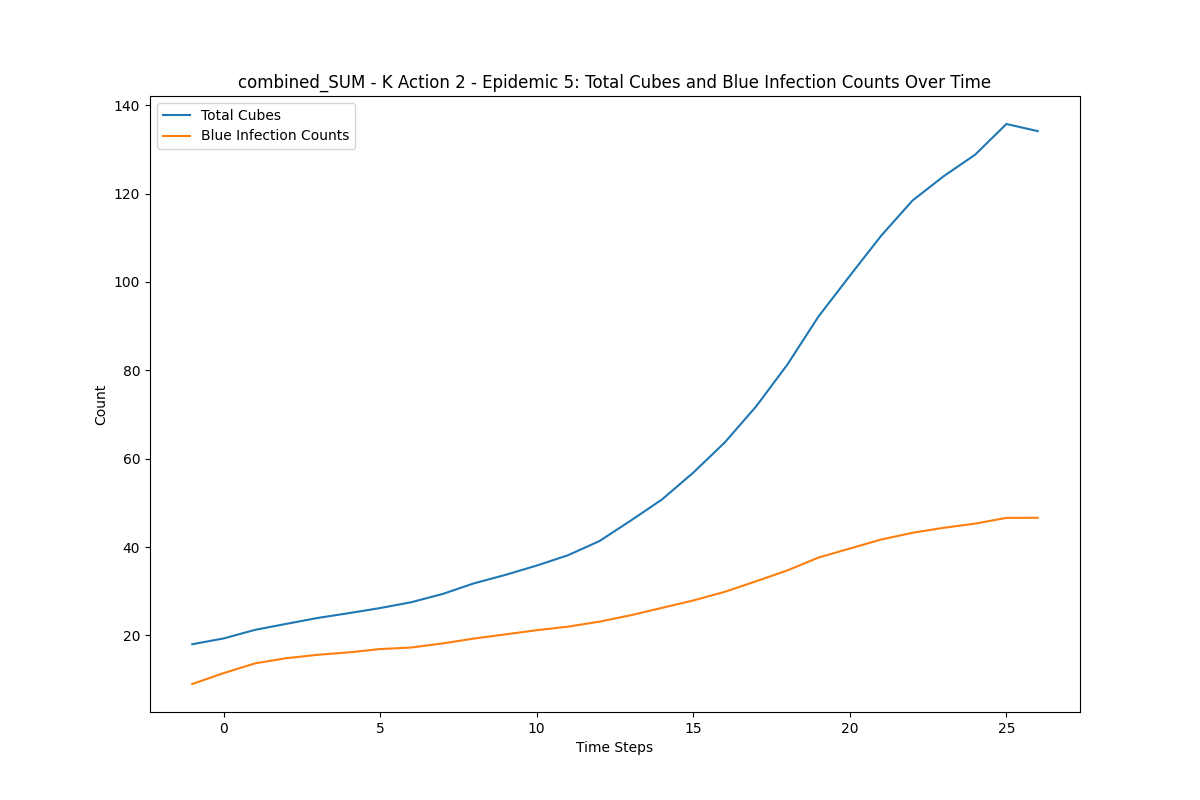 combined_SUM - K Action 2 - Epidemic 5: Total Cubes and Blue Infection Counts Over Time
Total Cubes
Blue Infection Counts
140
120
100
80
60
40
20
Count
0 5 10 15 20 25
Time Steps